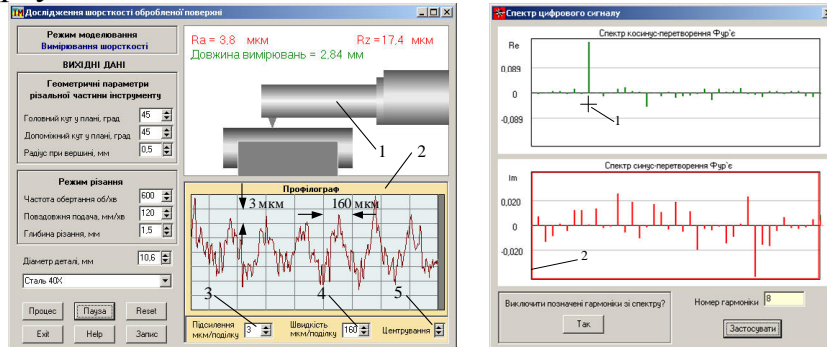 Дослідження шорсткості обробленої поверхні
Режим моделювання
Вимірювання шорсткості
ВИХІДНІ ДАНІ
Геометричні параметри
різальної частини інструменту
Головний кут у плані, град 45
Допоміжний кут у плані, град 45
Радіус при вершині, мм 0,5
Режим різання
Частота обертання об/хв 600
Повздовжня подача, мм/хв 120
Глибина різання, мм 1,5
Діаметр деталі, мм 10,6
Сталь 40Х
Процес Пауза Reset
Exit Help Запис
Ra = 3,8 мкм Rz = 17,4 мкм
Довжина вимірювань = 2,84 мм
1 2
Профілограф
3 мкм 160 мкм
3 4 5
Підсилення
мкм/поділку 3
Швидкість
мкм/поділку 160
Центрування
Спектр цифрового сигналу
Спектр косинус-перетворення Фур'є
Re
0,089
0
-0,089
1
Спектр синус-перетворення Фур'є
Im
0,020
0
-0,020
2
Виключити позначені гармоніки зі спектру?
Так
Номер гармоніки 8
Застосувати